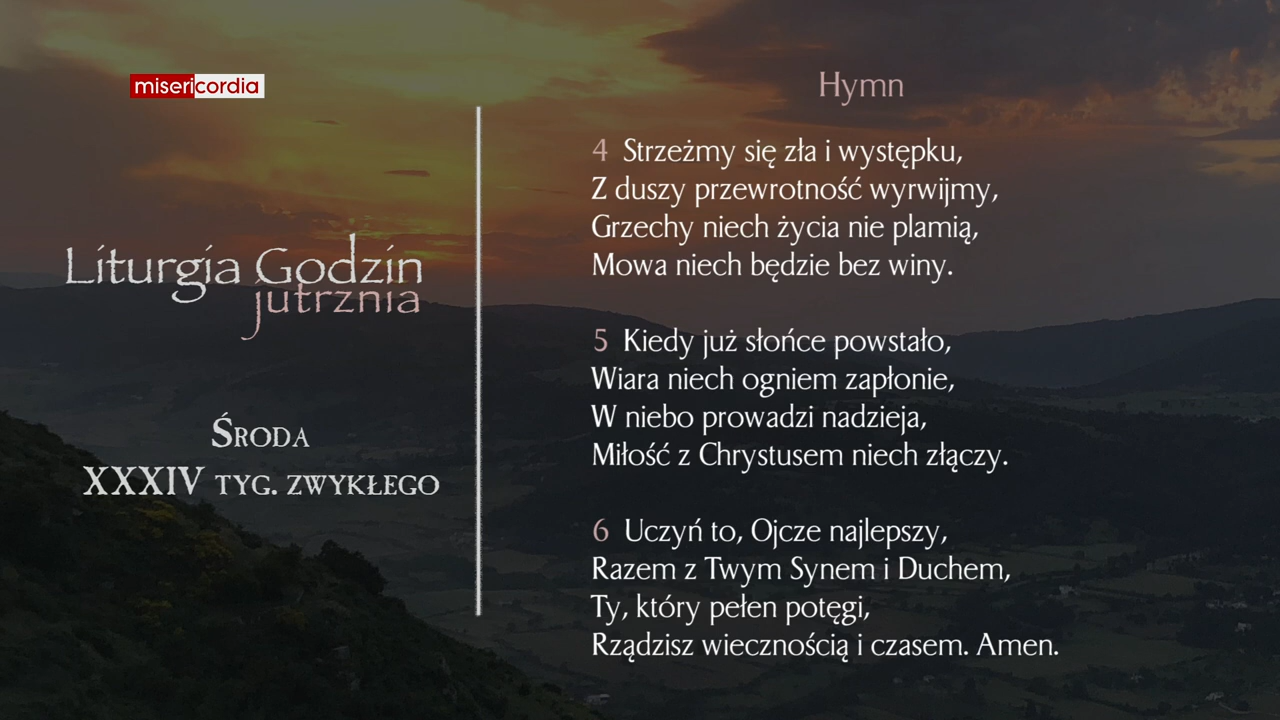 misericordia
Liturgia Godzin
jutrznia
Środa
XXXIV tyg. zwykłego
Hymn
4 Strzeżmy się zła i występku,
Z duszy przewrotność wyrwijmy,
Grzechy niech życia nie plamią,
Mowa niech będzie bez winy.
5 Kiedy już słońce powstało,
Wiara niech ogniem zapłonie,
W niebo prowadzi nadzieja,
Miłość z Chrystusem niech złączy.
6 Uczyń to, Ojcze najlepszy,
Razem z Twym Synem i Duchem,
Ty, który pełen potęgi,
Rządzisz wiecznością i czasem. Amen.